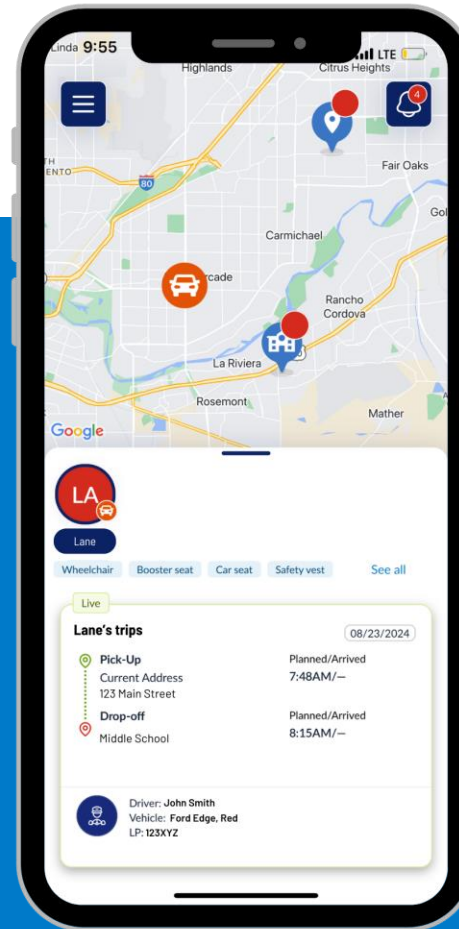 Linda 9:55
LTE
Highlands
Citrus Heights
4
TH
ENTO
80
Fair Oaks
Gol
Carmichael
rcade
Rancho
Cordova
La Riviera
Rosemont
Mather
Google
LA
Lane
Wheelchair Booster seat Car seat Safety vest See all
Live
Lane's trips 08/23/2024
Pick-Up Planned/Arrived
Current Address 7:48AM/—
123 Main Street
Drop-off Planned/Arrived
Middle School 8:15AM/—
Driver: John Smith
Vehicle: Ford Edge, Red
LP: 123XYZ